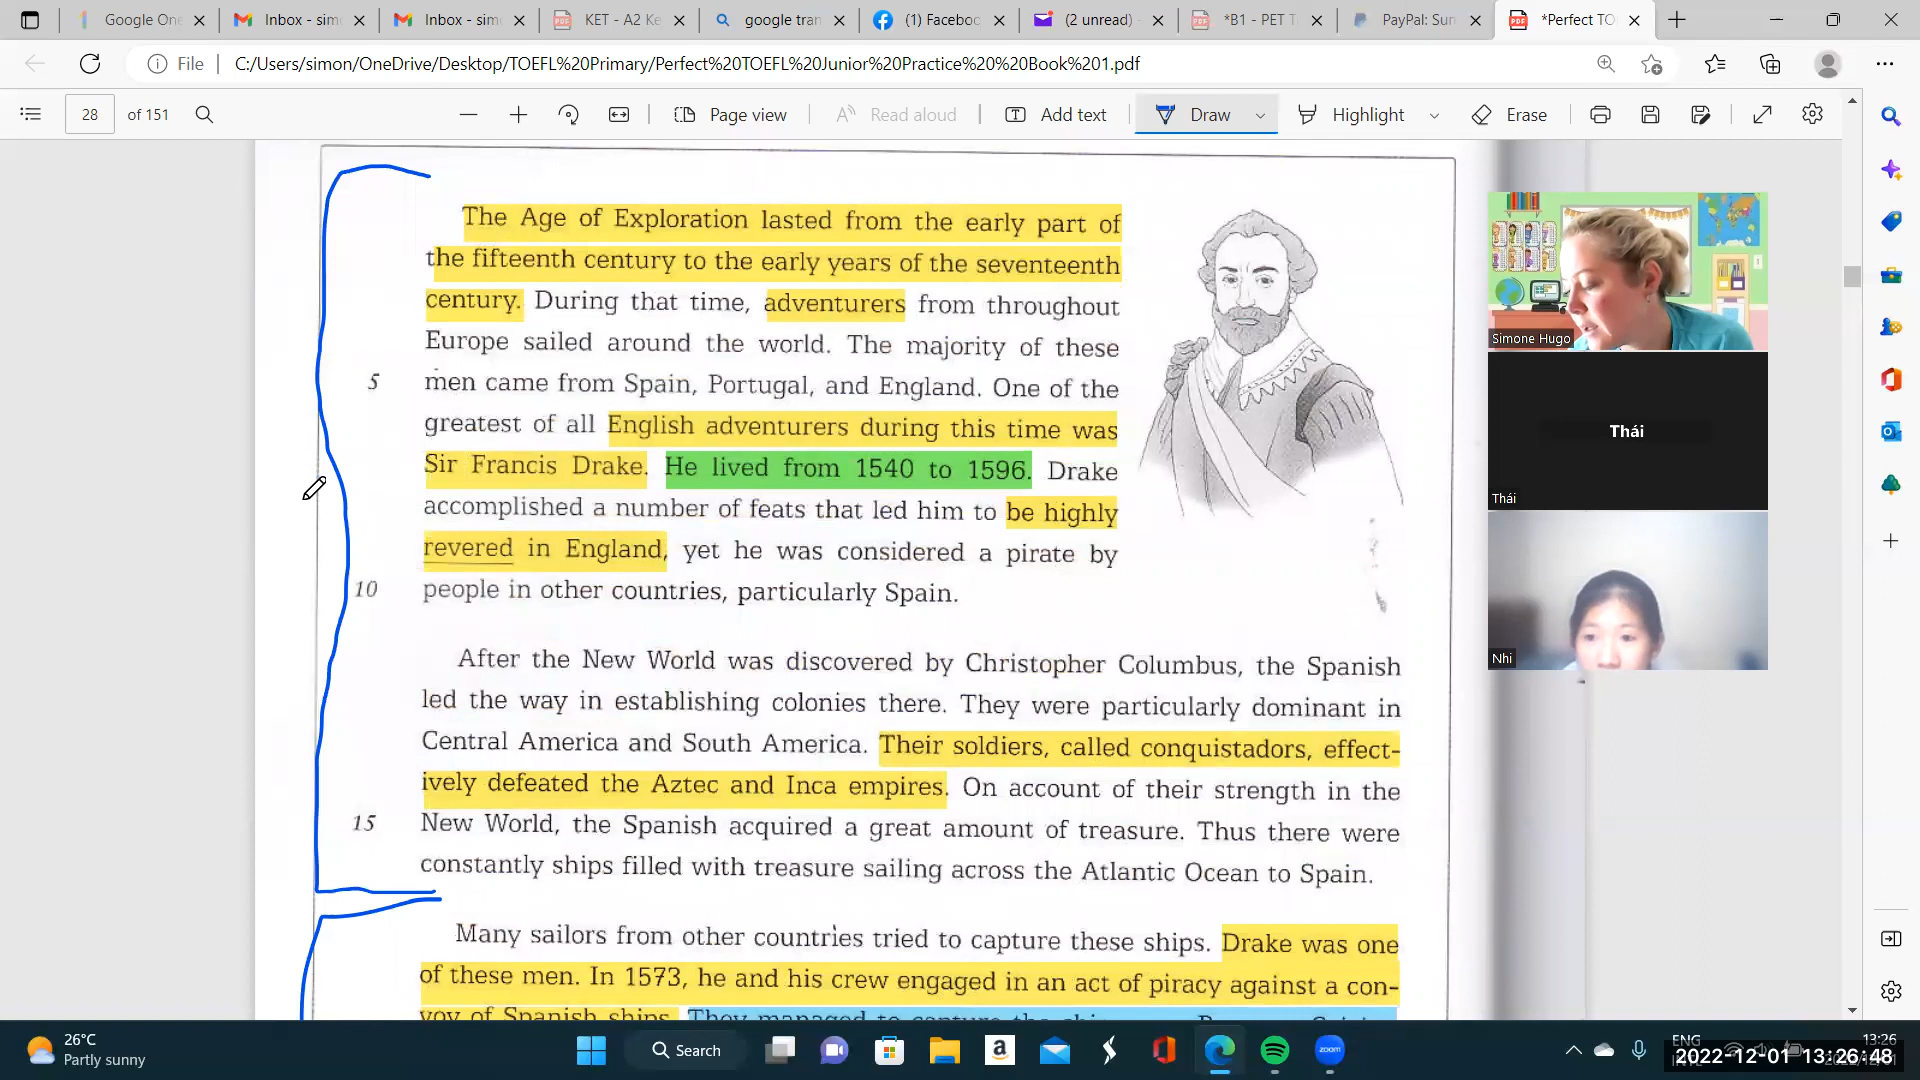 Google One
Inbox - simo
Inbox - simo
KET - A2 Ke
google tran
(1) Faceboo
(2 unread)
*B1 - PET T
PayPal: Sun
*Perfect TO
File
C:/Users/simon/OneDrive/Desktop/TOEFL%20Primary/Perfect%20TOEFL%20Junior%20Practice%20%20Book%201.pdf
28 of 151
Page view
Read aloud
Add text
Draw
Highlight
Erase
The Age of Exploration lasted from the early part of
the fifteenth century to the early years of the seventeenth
century. During that time, adventurers from throughout
Europe sailed around the world. The majority of these
5 men came from Spain, Portugal, and England. One of the
greatest of all English adventurers during this time was
Sir Francis Drake. He lived from 1540 to 1596. Drake
accomplished a number of feats that led him to be highly
revered in England, yet he was considered a pirate by
10 people in other countries, particularly Spain.
After the New World was discovered by Christopher Columbus, the Spanish
led the way in establishing colonies there. They were particularly dominant in
Central America and South America. Their soldiers, called conquistadors, effect-
ively defeated the Aztec and Inca empires. On account of their strength in the
15 New World, the Spanish acquired a great amount of treasure. Thus there were
constantly ships filled with treasure sailing across the Atlantic Ocean to Spain.
Many sailors from other countries tried to capture these ships. Drake was one
of these men. In 1573, he and his crew engaged in an act of piracy against a con-
voy of Spanish ships. They managed to capture the
Simone Hugo
Thái
Thái
Nhi
26°C
Partly sunny
Search
zoom
ENG
13:26
2022-12-01 13:26:48